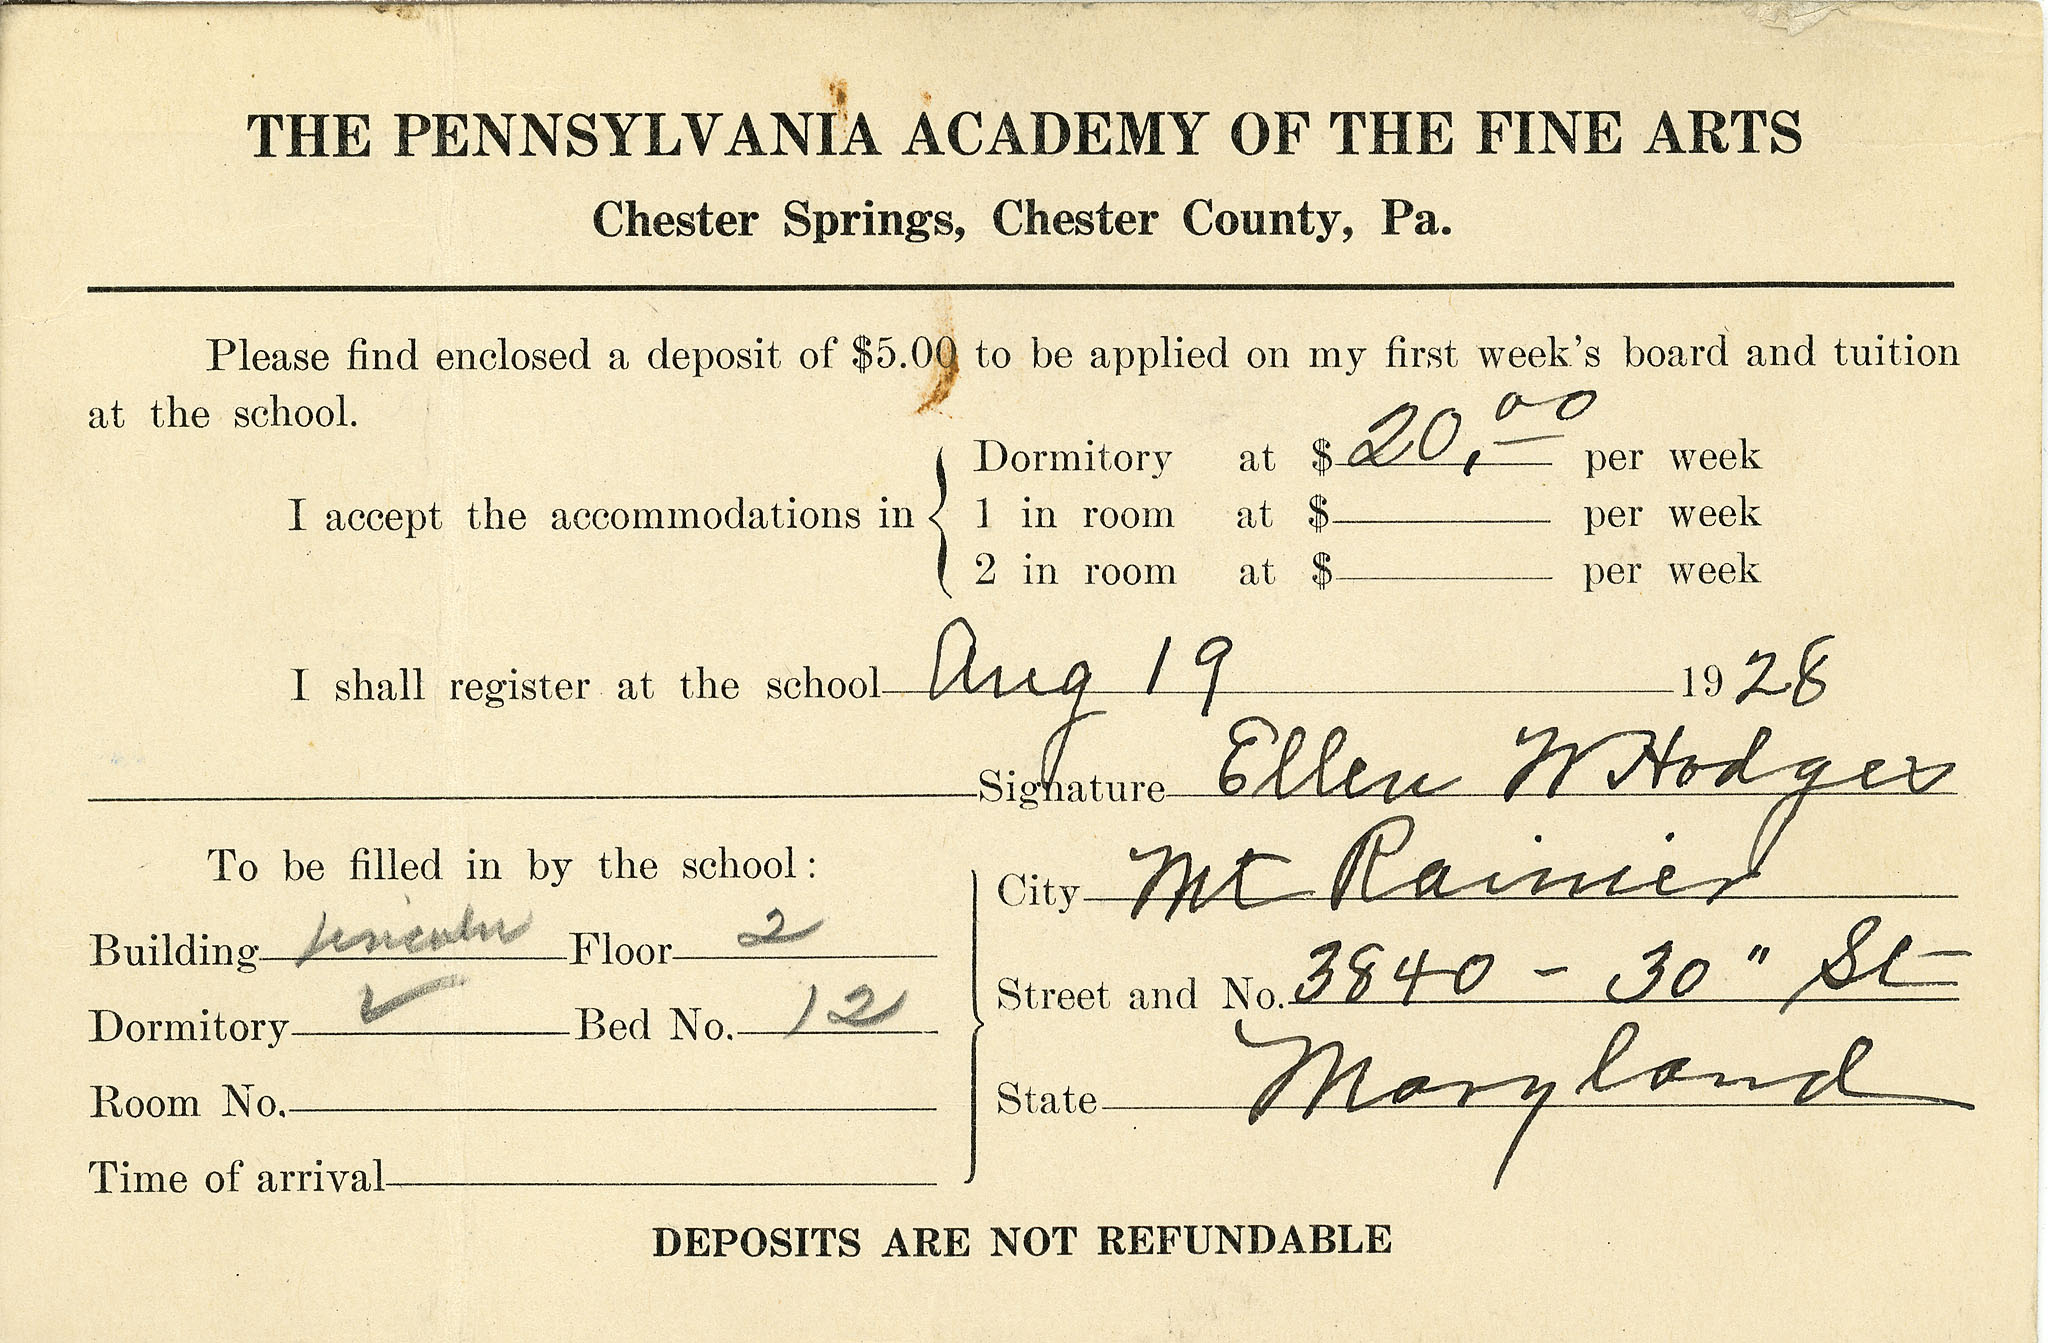 THE PENNSYLVANIA ACADEMY OF THE FINE ARTS
Chester Springs, Chester County, Pa.
Please find enclosed a deposit of $5.00 to be applied on my first week's board and tuition
at the school.
I accept the accommodations in
Dormitory at $ 20.00 per week
1 in room at $ per week
2 in room at $ per week
I shall register at the school Aug 19 1928
Signature Ellen W Hodges
To be filled in by the school:
Building Lincoln Floor 2
Dormitory ✓ Bed No. 12
Room No.
Time of arrival
City Mt Rainier
Street and No. 3840 - 30" St
State Maryland
DEPOSITS ARE NOT REFUNDABLE